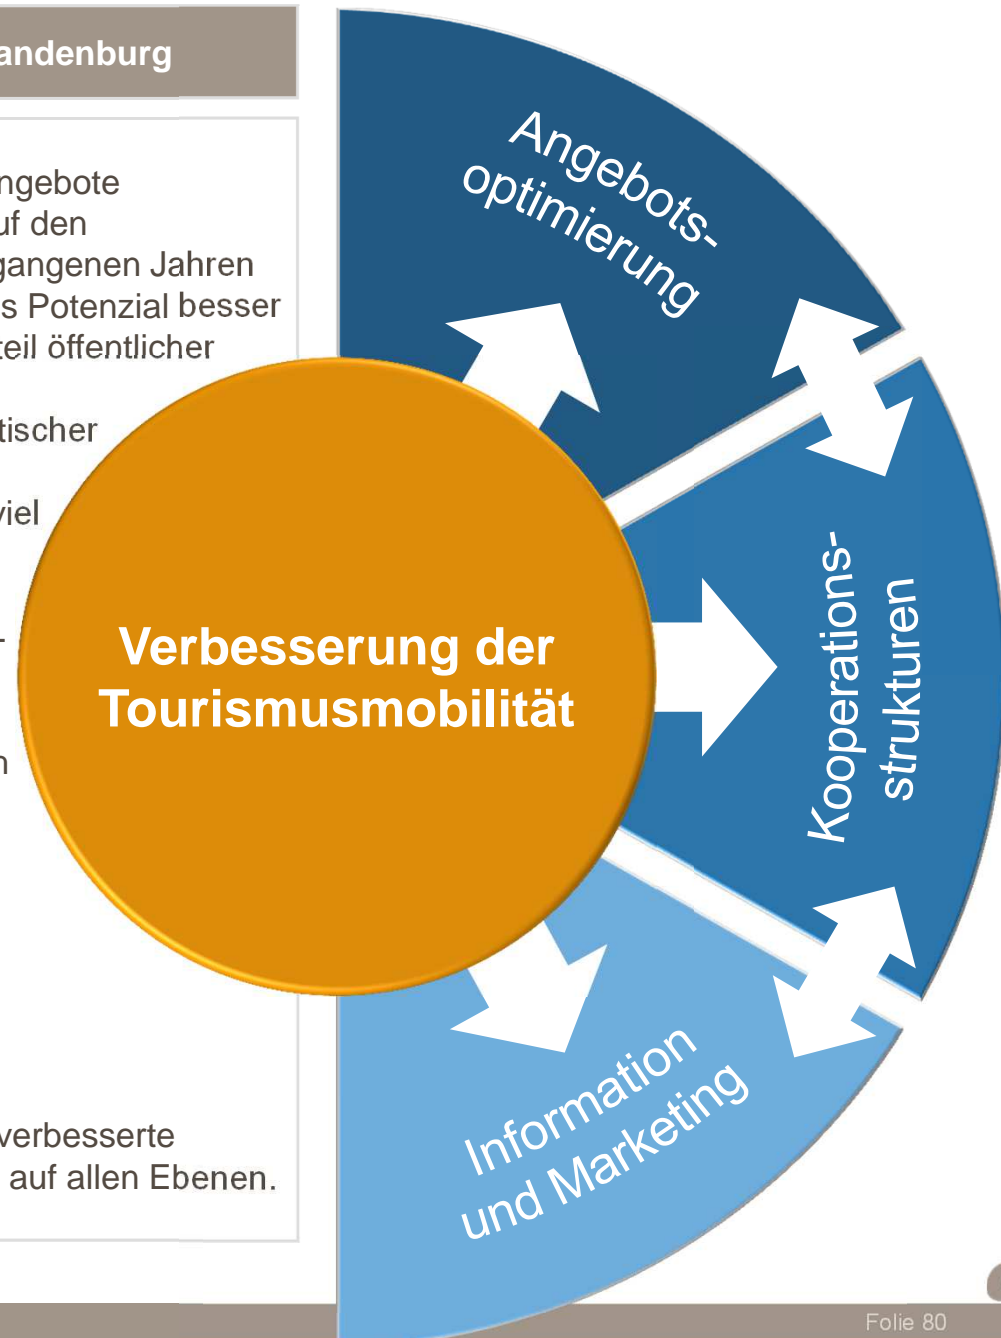 andenburg
ngebote
uf den
gangenen Jahren
s Potenzial besser
teil öffentlicher
tischer
viel
-
n
verbesserte
auf allen Ebenen.
Verbesserung der
Tourismusmobilität
Angebots-
optimierung
Kooperations-
strukturen
Information
und Marketing
Folie 80